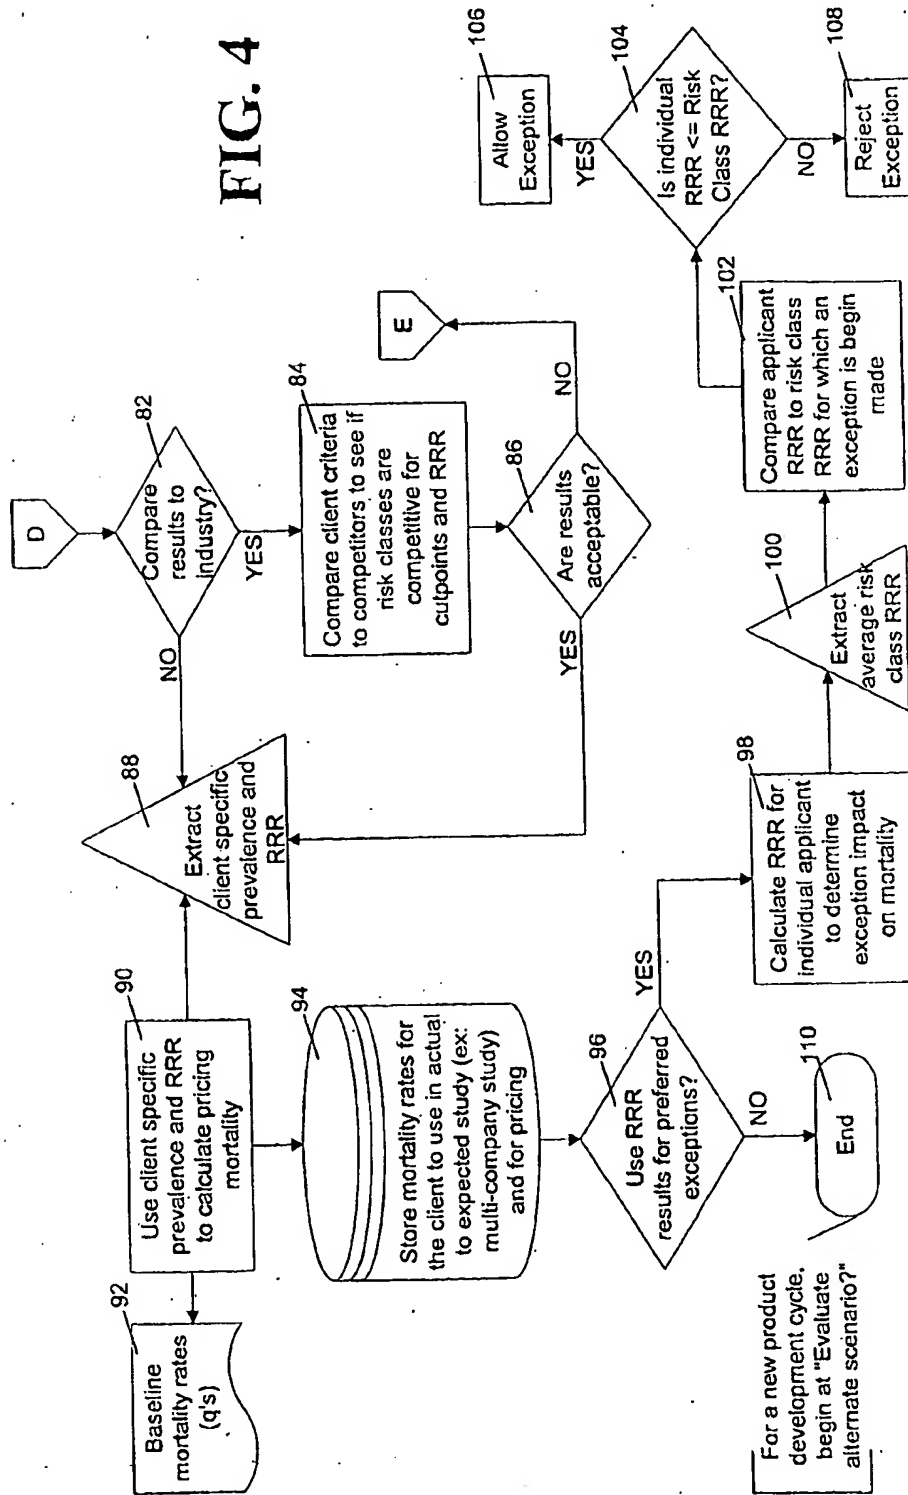 FIG. 4
D
82
Compare
results to
industry?
NO
YES
84
Compare client criteria
to competitors to see if
risk classes are
competitive for
cutpoints and RRR
86
Are results
acceptable?
NO
YES
E
88
Extract
client specific
prevalence and
RRR
90
Use client specific
prevalence and RRR
to calculate pricing
mortality
92
Baseline
mortality rates
(q's)
94
Store mortality rates for
the client to use in actual
to expected study (ex:
multi-company study)
and for pricing
96
Use RRR
results for preferred
exceptions?
YES
NO
98
Calculate RRR for
individual applicant
to determine
exception impact
on mortality
100
Extract
average risk
class RRR
102
Compare applicant
RRR to risk class
RRR for which an
exception is begin
made
104
Is individual
RRR <= Risk
Class RRR?
YES
NO
106
Allow
Exception
108
Reject
Exception
110
End
For a new product
development cycle,
begin at "Evaluate
alternate scenario?"